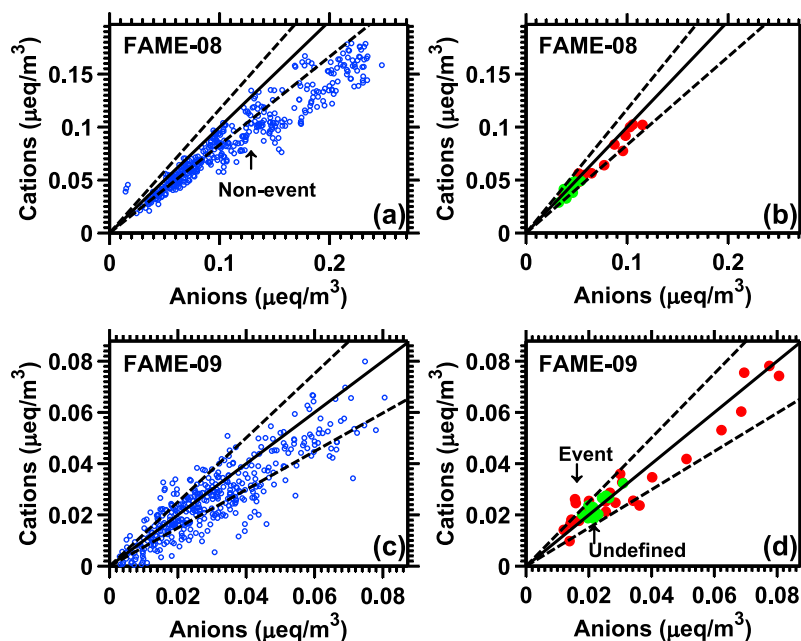 FAME-08
Cations (µeq/m³)
0.15
0.1
0.05
0
Non-event
(a)
0 0.1 0.2
Anions (µeq/m³)
FAME-08
Cations (µeq/m³)
0.15
0.1
0.05
0
(b)
0 0.1 0.2
Anions (µeq/m³)
FAME-09
Cations (µeq/m³)
0.08
0.06
0.04
0.02
0
(c)
0 0.02 0.04 0.06 0.08
Anions (µeq/m³)
FAME-09
Cations (µeq/m³)
0.08
0.06
0.04
0.02
0
Event
Undefined
(d)
0 0.02 0.04 0.06 0.08
Anions (µeq/m³)